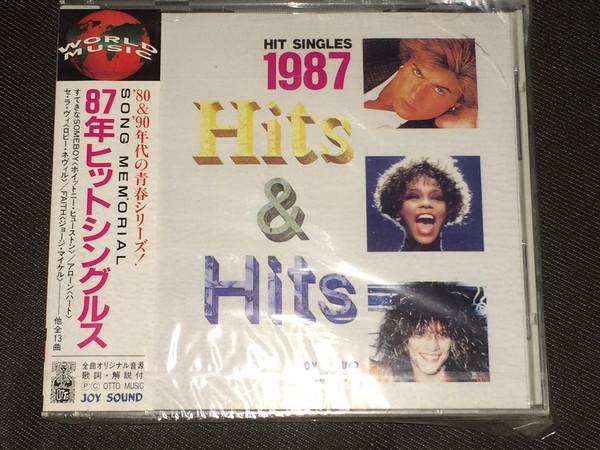 WORLD
MUSIC
'80&'90年代の青春シリーズ!
SONG MEMORIAL
87年ヒットシングルス
すてきなSOMEBODY〈ホイットニー・ヒューストン〉/アローン〈ハート〉
セ・ラ・ヴィ〈ロビー・ネヴィル〉/FAITH〈ジョージ・マイケル〉
他全13曲
全曲オリジナル音源
歌詞・解説付
Ⓟ Ⓒ OTTO MUSIC
JOY SOUND
HIT SINGLES
1987
Hits
&
Hits
JOY SOUND